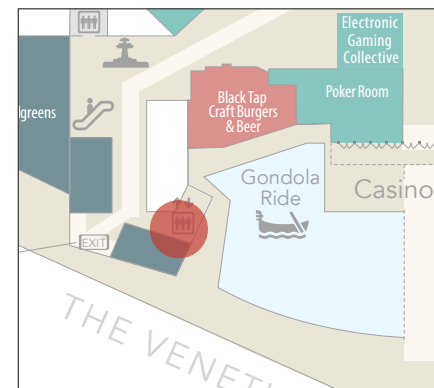 Electronic
Gaming
Collective
Poker Room
Black Tap
Craft Burgers
& Beer
lgreens
Gondola
Ride
Casino
EXIT
THE VENET